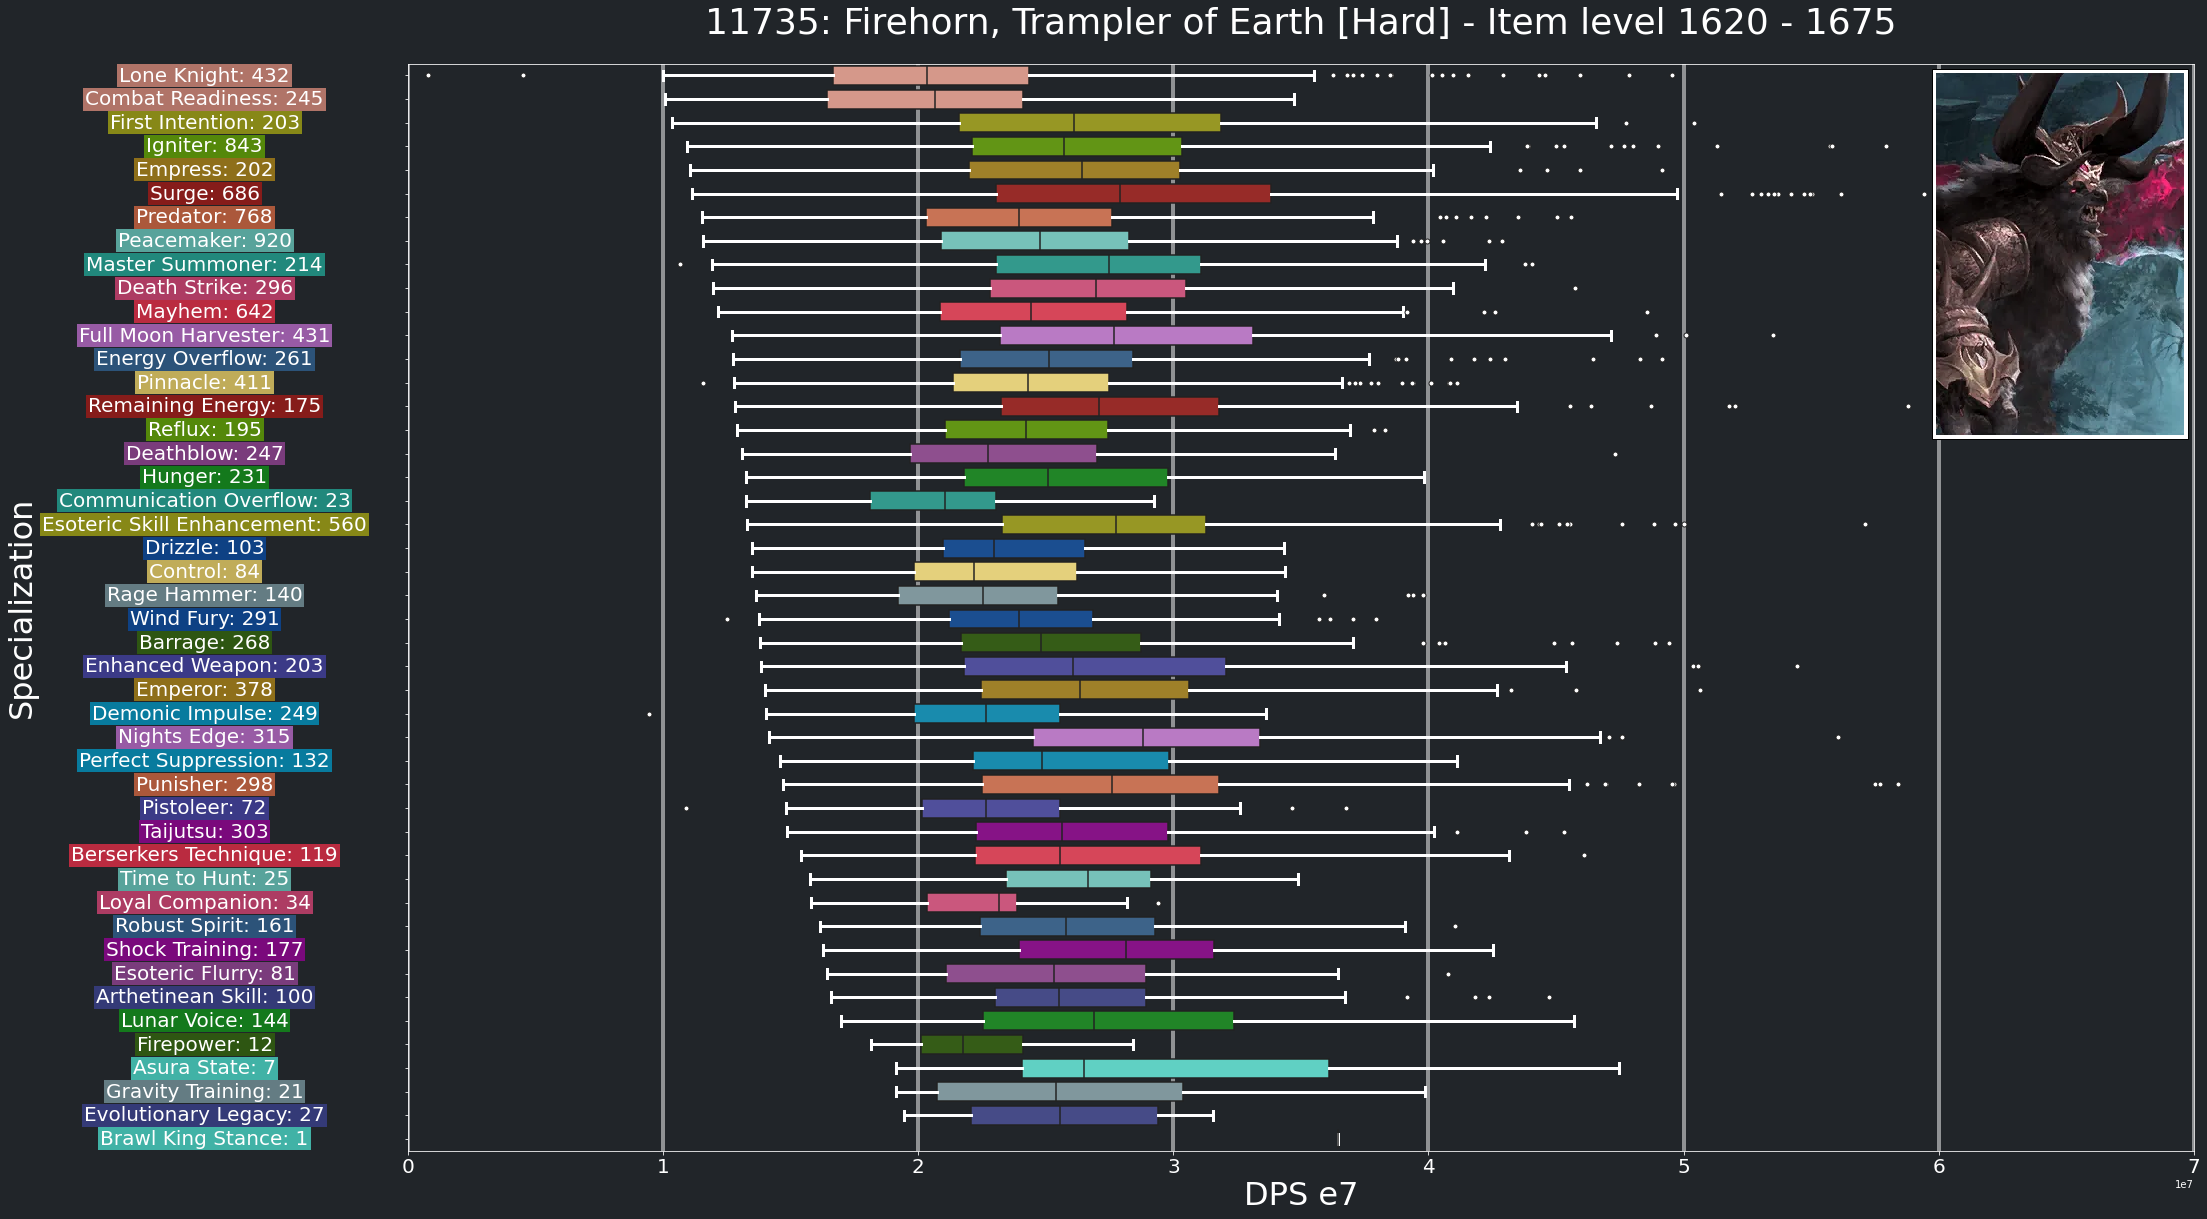 11735: Firehorn, Trampler of Earth [Hard] - Item level 1620 - 1675
Specialization
Lone Knight: 432
Combat Readiness: 245
First Intention: 203
Igniter: 843
Empress: 202
Surge: 686
Predator: 768
Peacemaker: 920
Master Summoner: 214
Death Strike: 296
Mayhem: 642
Full Moon Harvester: 431
Energy Overflow: 261
Pinnacle: 411
Remaining Energy: 175
Reflux: 195
Deathblow: 247
Hunger: 231
Communication Overflow: 23
Esoteric Skill Enhancement: 560
Drizzle: 103
Control: 84
Rage Hammer: 140
Wind Fury: 291
Barrage: 268
Enhanced Weapon: 203
Emperor: 378
Demonic Impulse: 249
Nights Edge: 315
Perfect Suppression: 132
Punisher: 298
Pistoleer: 72
Taijutsu: 303
Berserkers Technique: 119
Time to Hunt: 25
Loyal Companion: 34
Robust Spirit: 161
Shock Training: 177
Esoteric Flurry: 81
Arthetinean Skill: 100
Lunar Voice: 144
Firepower: 12
Asura State: 7
Gravity Training: 21
Evolutionary Legacy: 27
Brawl King Stance: 1
0 1 2 3 4 5 6 7
DPS e7
1e7